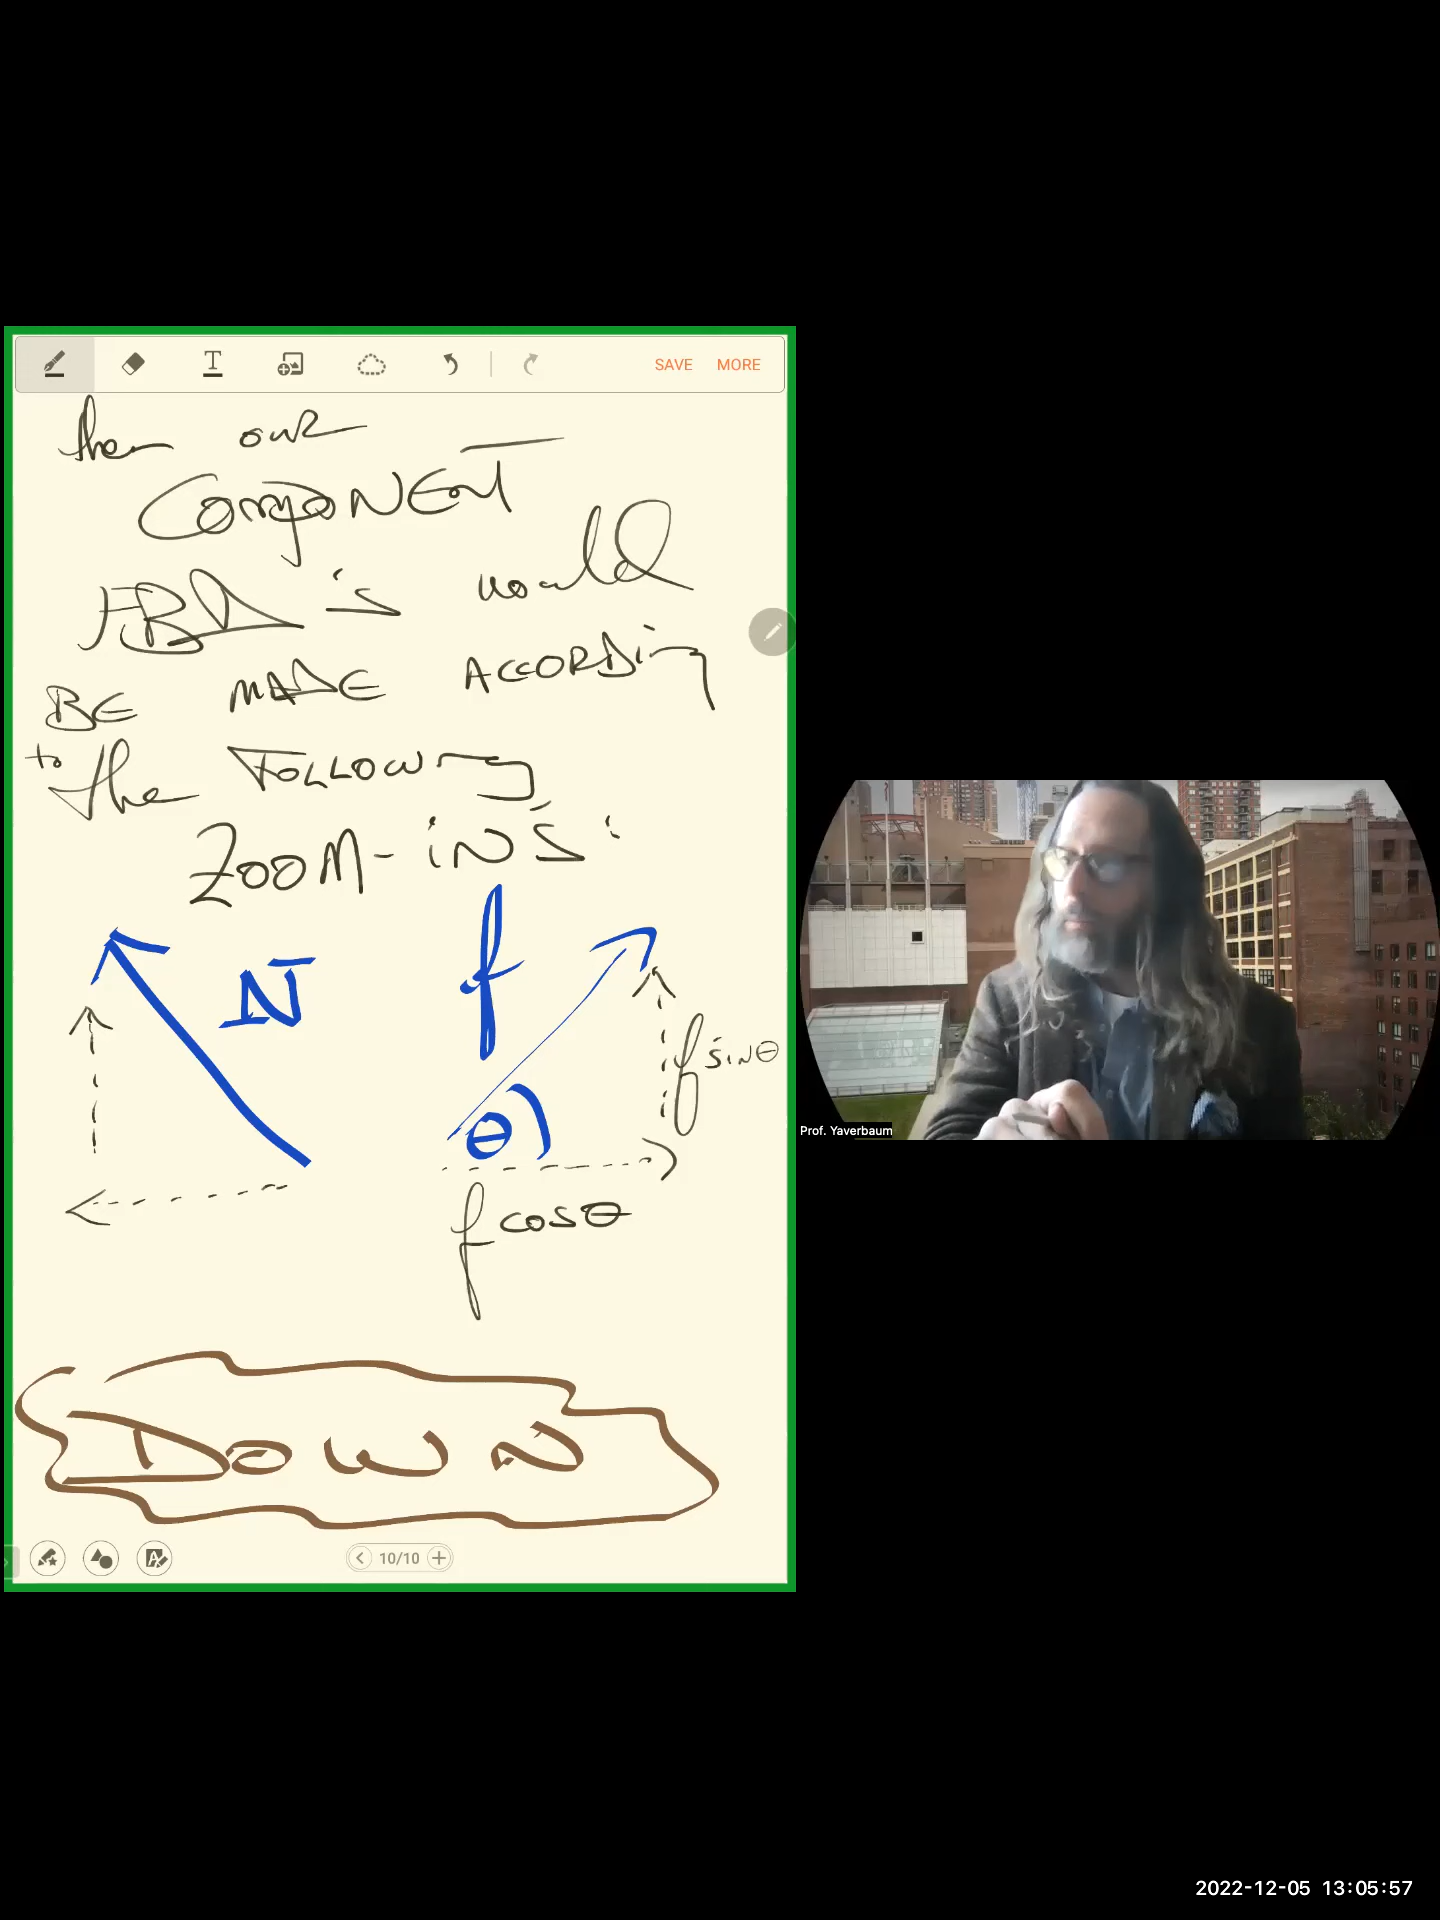 T SAVE MORE
then our
COMPONENT
FBD's would
BE MADE ACCORDing
to the FOLLOWing
ZOOM-iNS:
N f
f sinθ
θ
f cosθ
Prof. Yaverbaum
DOWN
10/10
2022-12-05 13:05:57